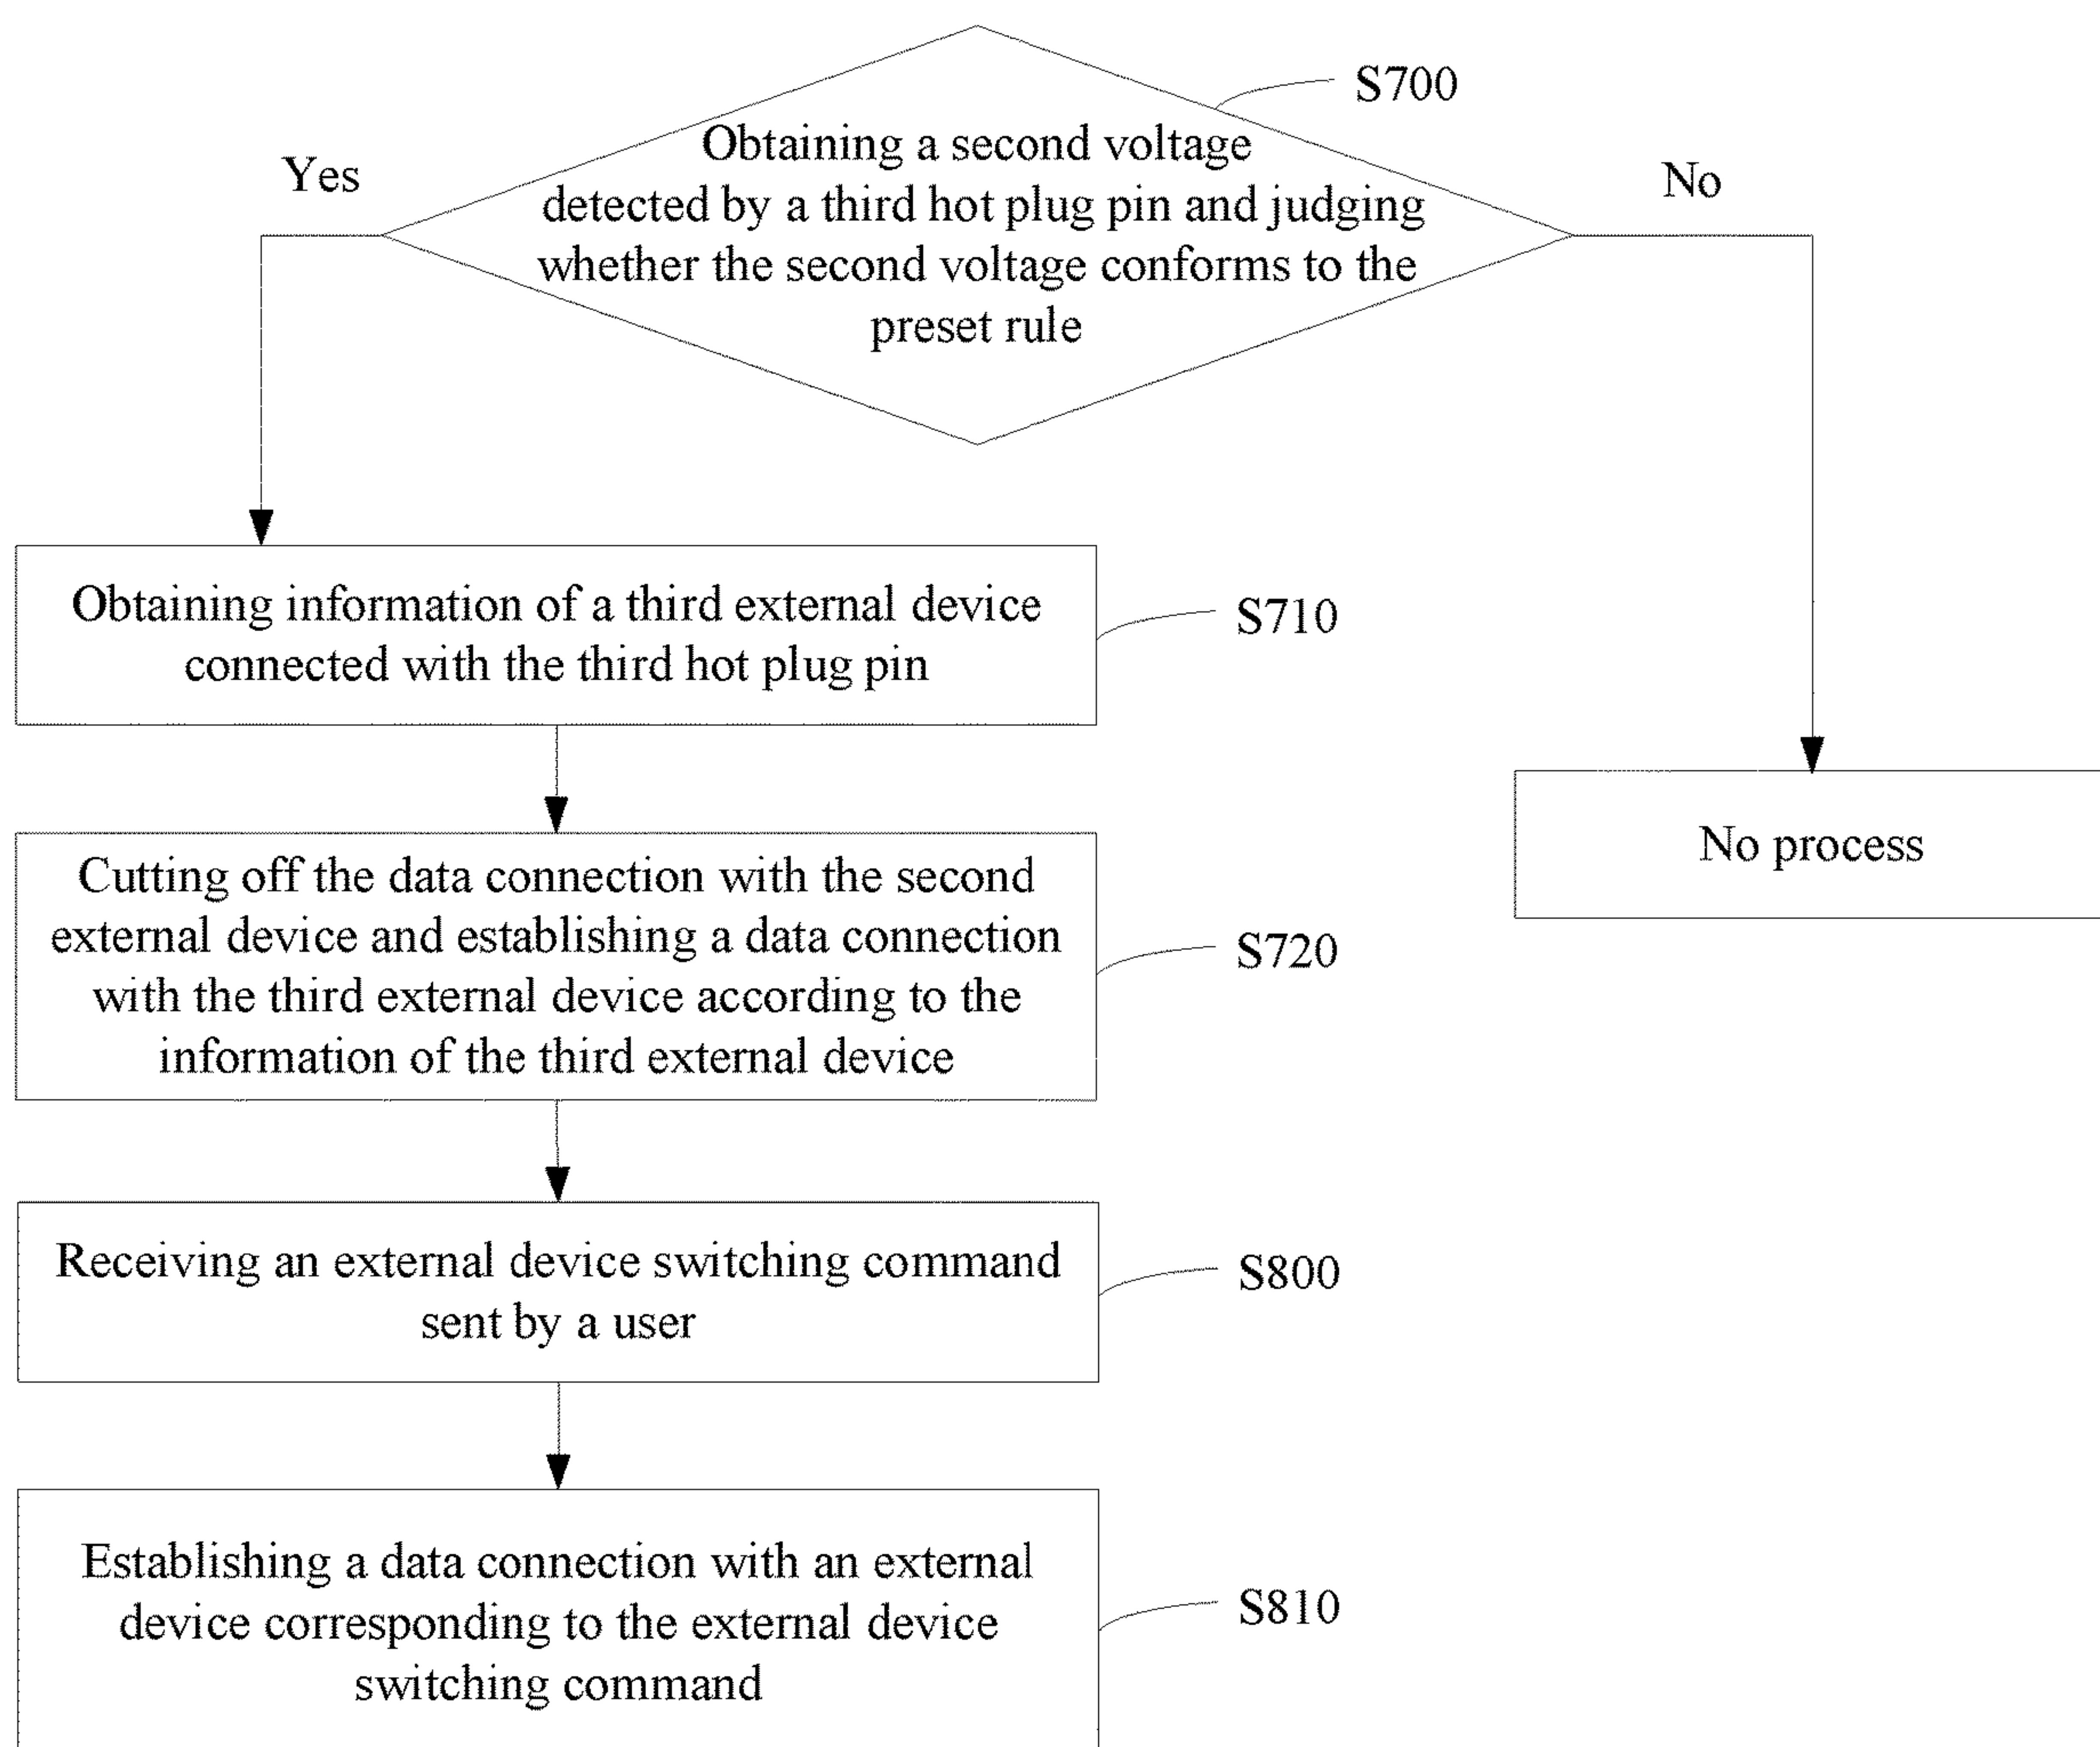 S700
Obtaining a second voltage
detected by a third hot plug pin and judging
whether the second voltage conforms to the
preset rule
Yes
No
Obtaining information of a third external device
connected with the third hot plug pin
S710
Cutting off the data connection with the second
external device and establishing a data connection
with the third external device according to the
information of the third external device
S720
No process
Receiving an external device switching command
sent by a user
S800
Establishing a data connection with an external
device corresponding to the external device
switching command
S810